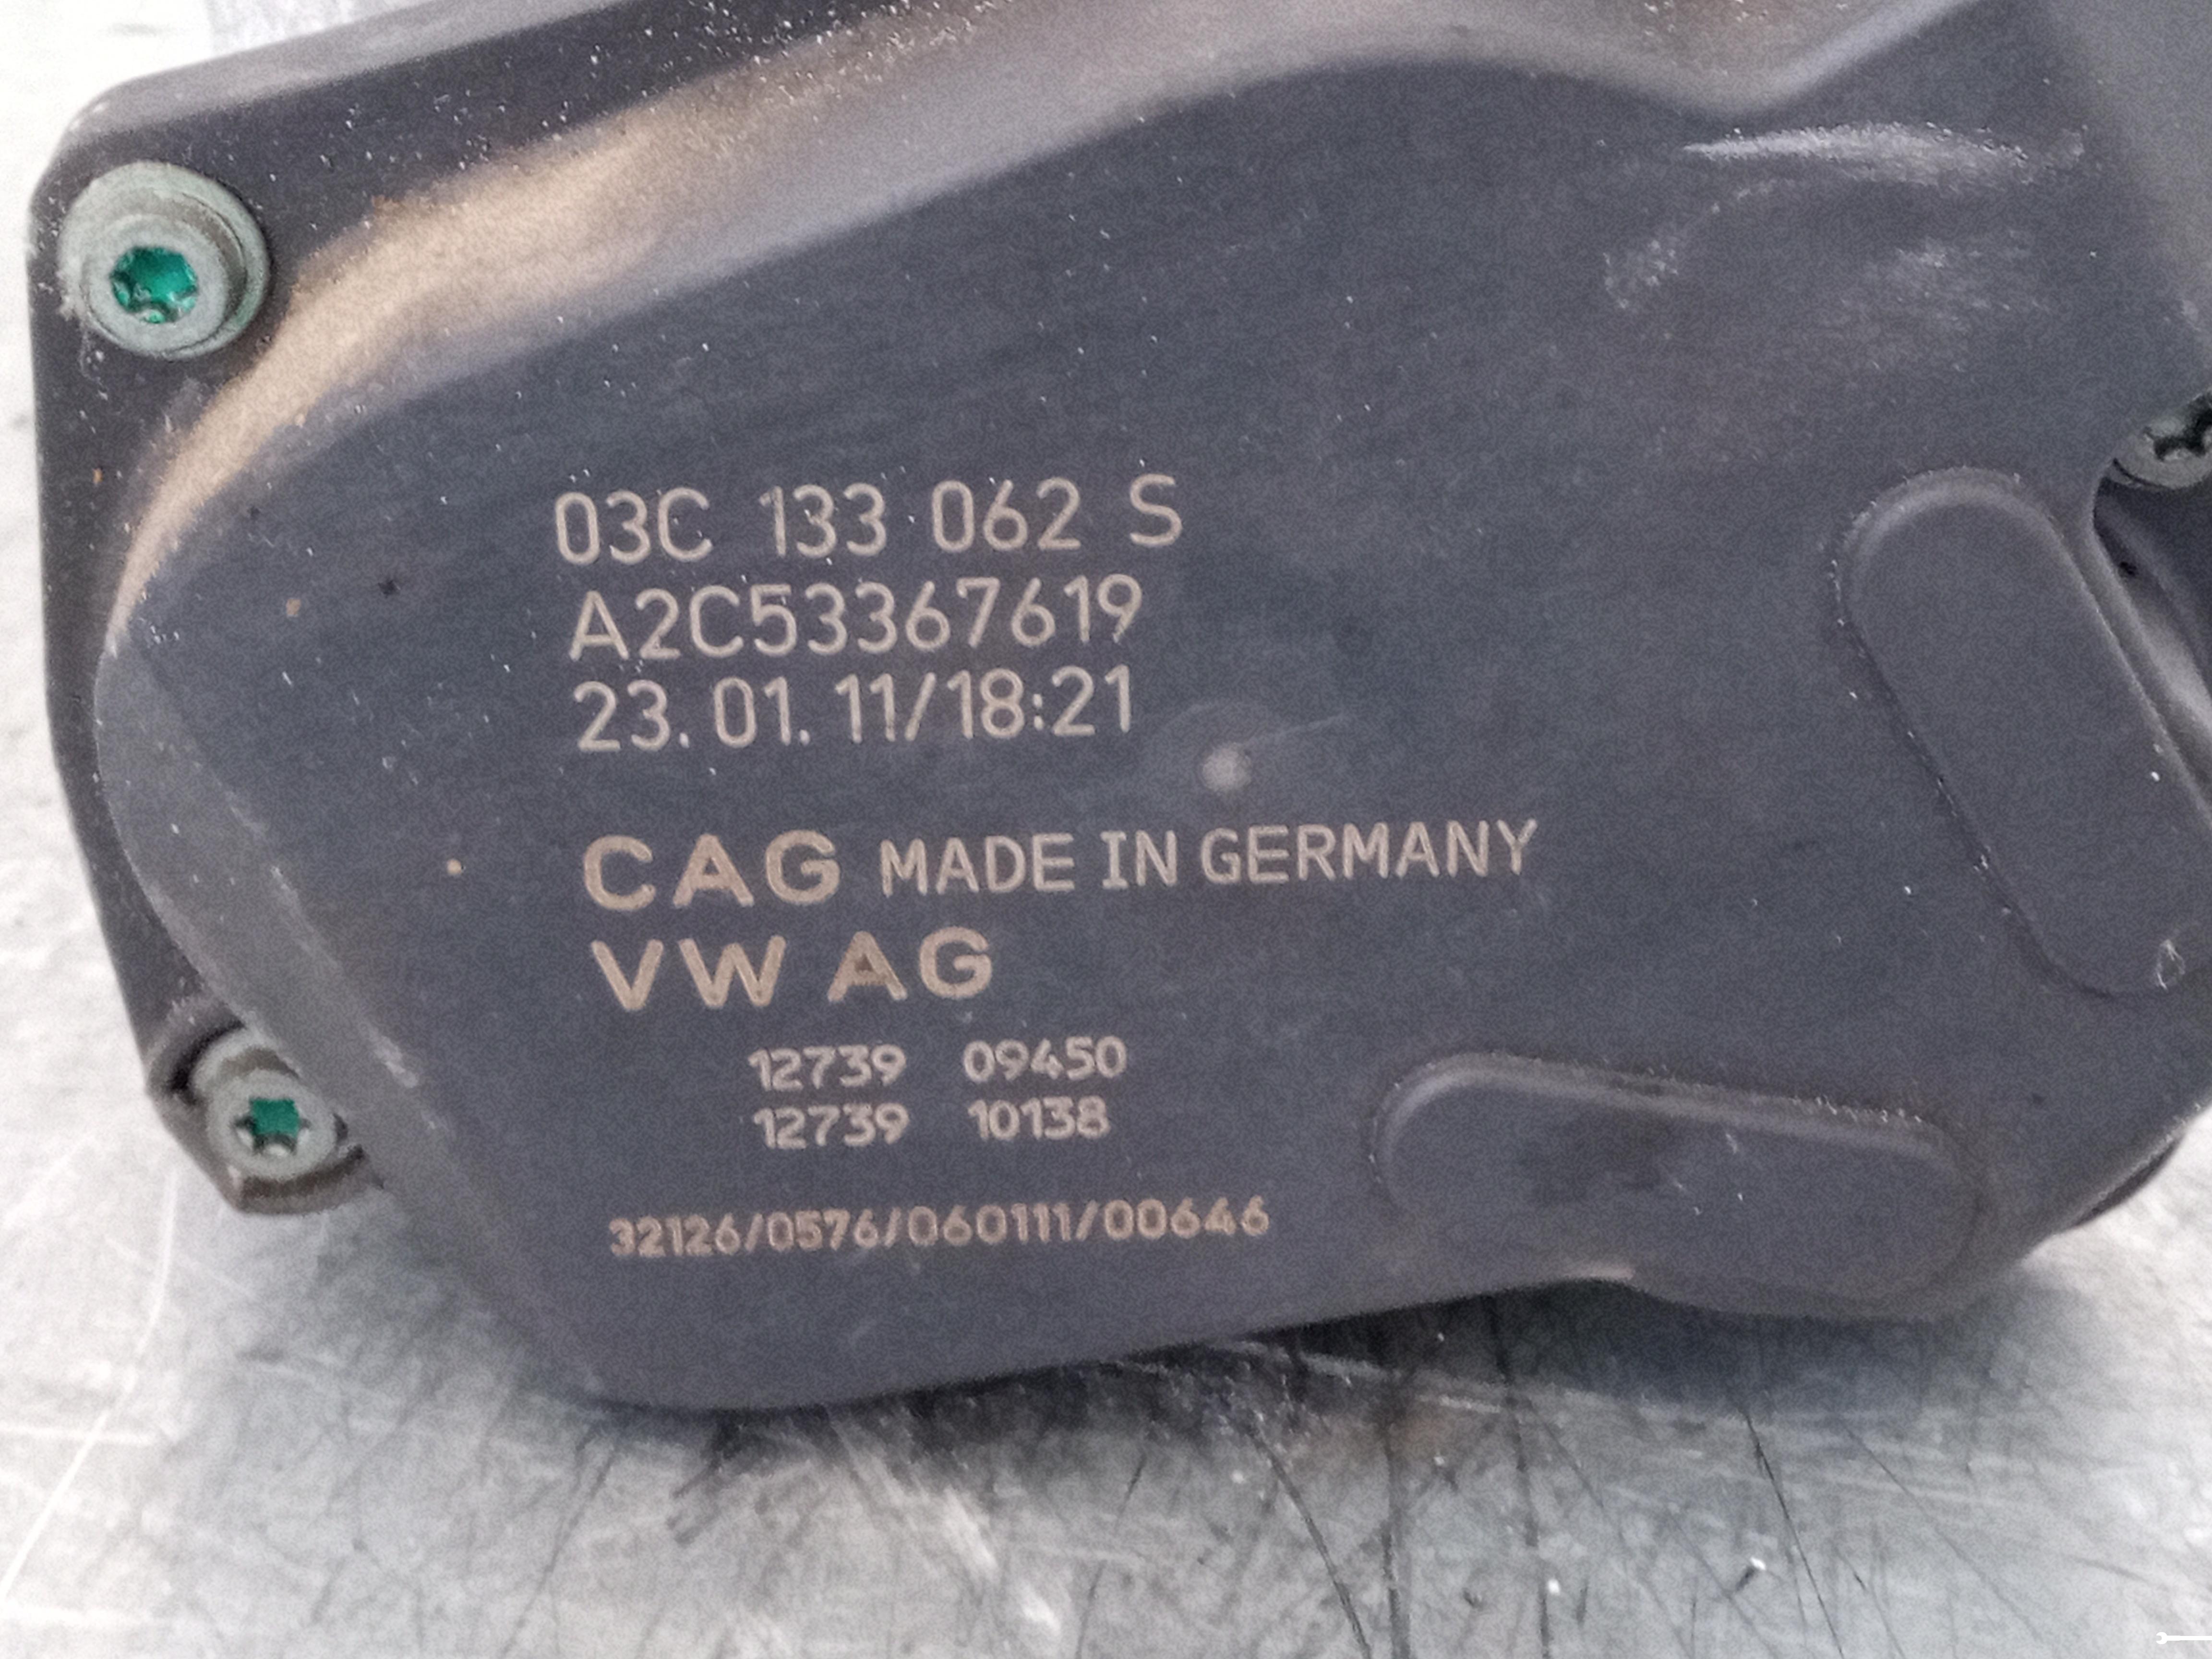 03C 133 062 S
A2C53367619
23.01.11/18:21
CAG MADE IN GERMANY
VW AG
12739 09450
12739 10138
32126/0576/060111/00646